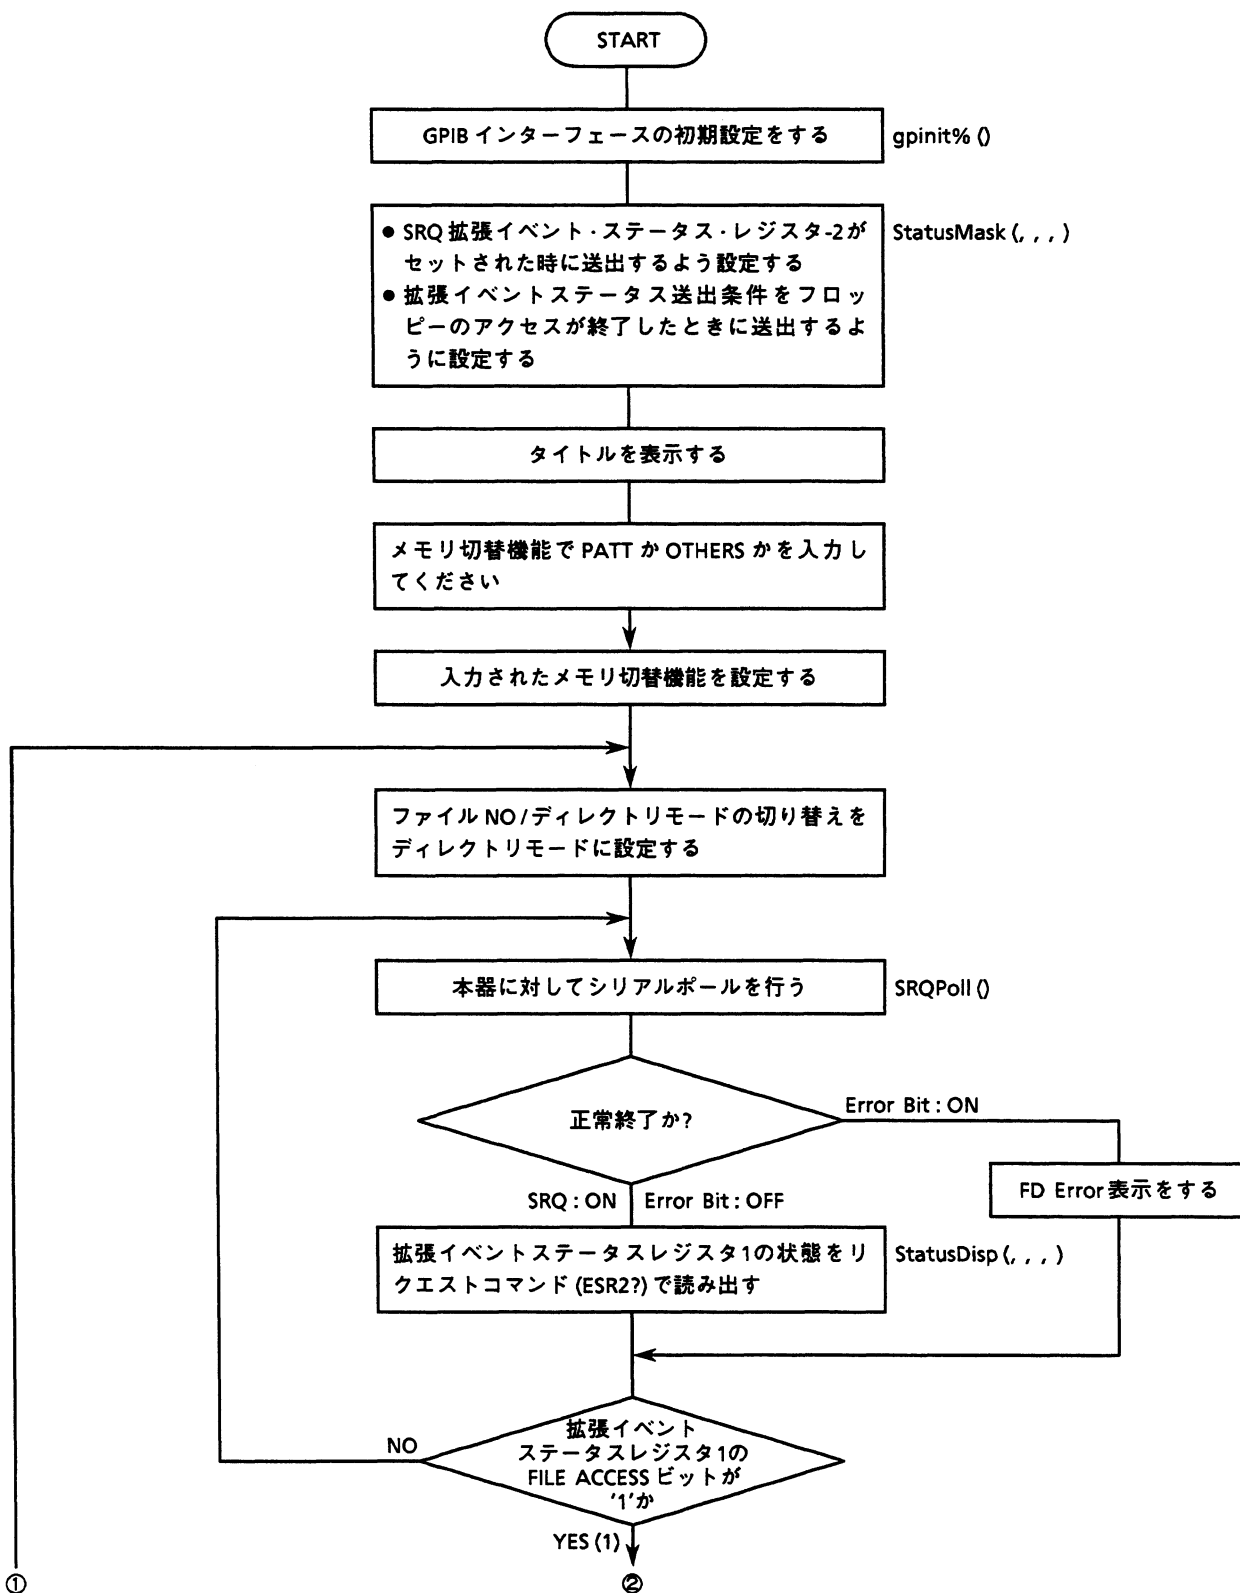 START
GPIB インターフェースの初期設定をする
gpinit% ()
● SRQ 拡張イベント・ステータス・レジスタ-2が
セットされた時に送出するよう設定する
● 拡張イベントステータス送出条件をフロッ
ピーのアクセスが終了したときに送出するよ
うに設定する
StatusMask (, , , )
タイトルを表示する
メモリ切替機能で PATT か OTHERS かを入力し
てください
入力されたメモリ切替機能を設定する
ファイル NO/ディレクトリモードの切り替えを
ディレクトリモードに設定する
本器に対してシリアルポールを行う
SRQPoll ()
正常終了か?
Error Bit : ON
FD Error 表示をする
SRQ : ON
Error Bit : OFF
拡張イベントステータスレジスタ1の状態をリ
クエストコマンド (ESR2?) で読み出す
StatusDisp (, , , )
拡張イベント
ステータスレジスタ1の
FILE ACCESS ビットが
'1'か
NO
YES (1)
①
②